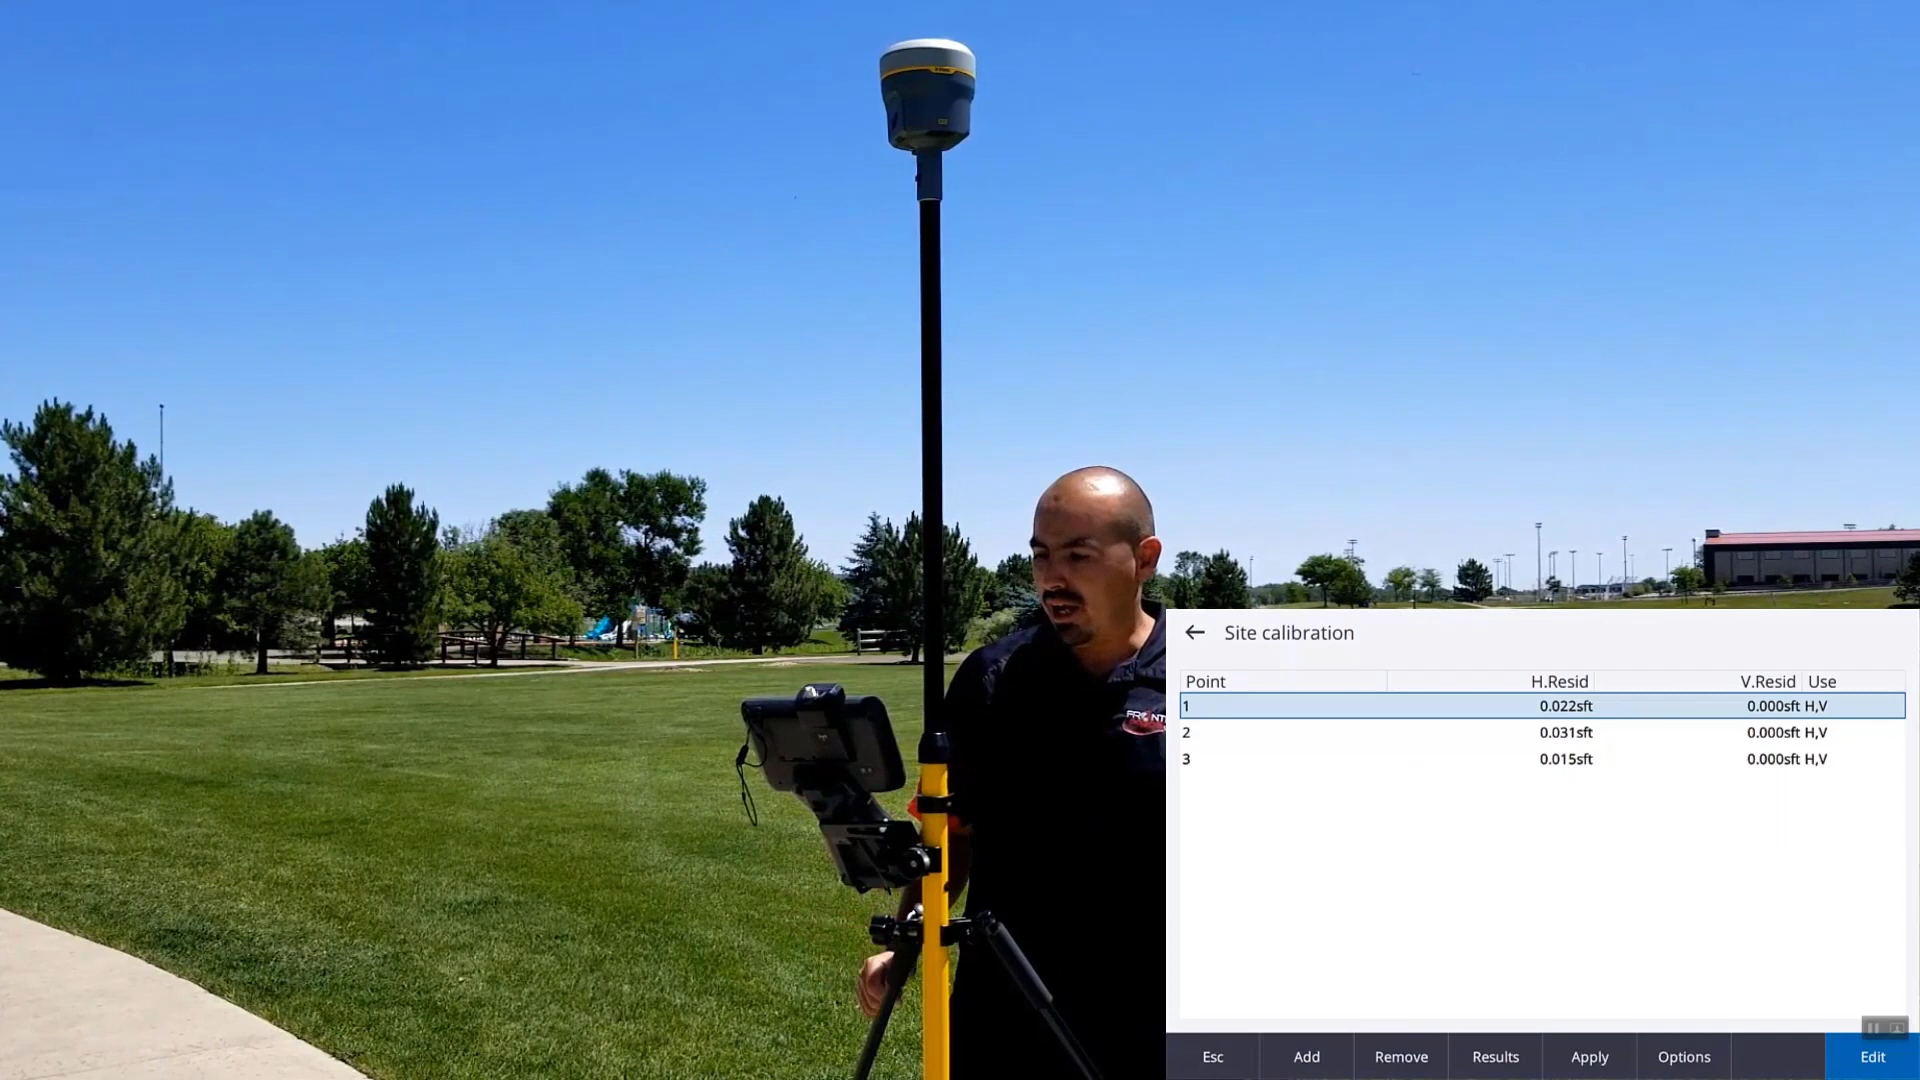 FRONT
Site calibration
Point H.Resid V.Resid Use
1 0.022sft 0.000sft H,V
2 0.031sft 0.000sft H,V
3 0.015sft 0.000sft H,V
Esc Add Remove Results Apply Options Edit